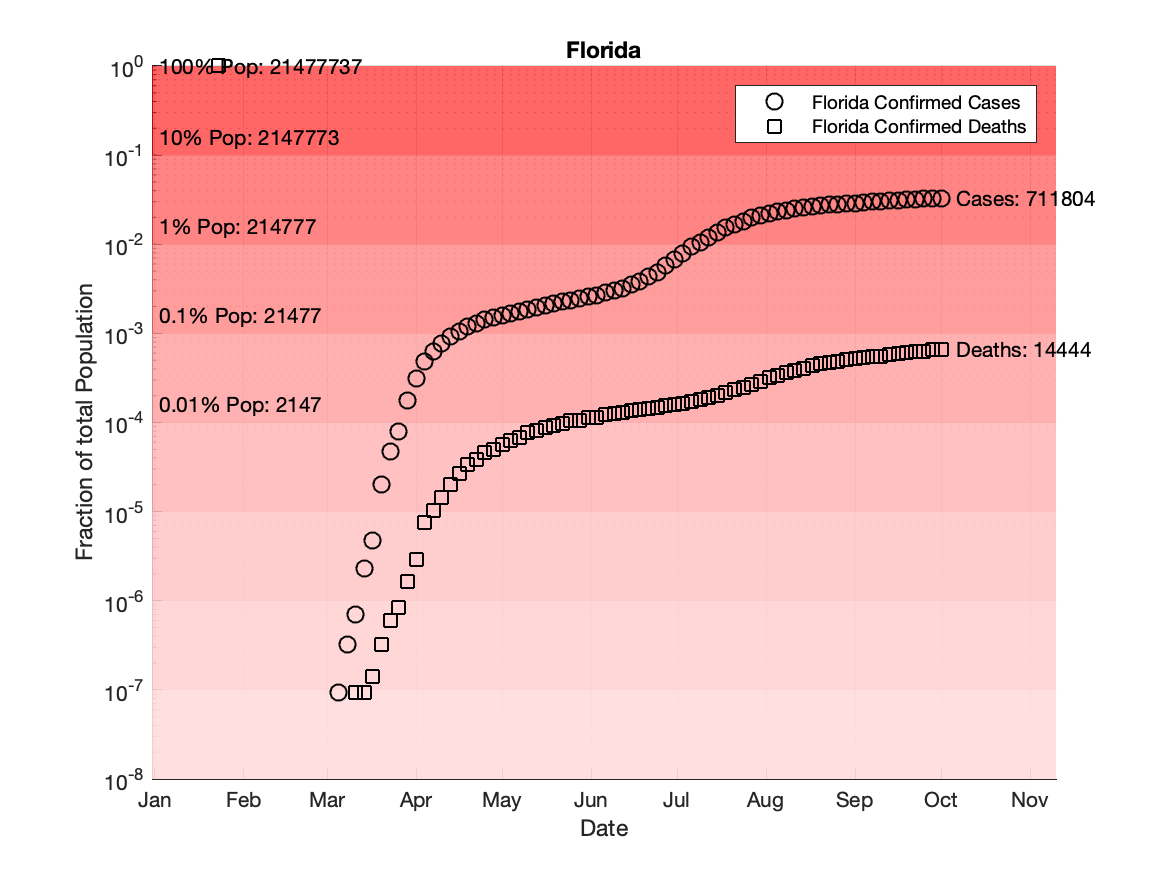 Florida
10^0
100% Pop: 21477737
Florida Confirmed Cases
Florida Confirmed Deaths
10% Pop: 2147773
10^-1
Cases: 711804
1% Pop: 214777
10^-2
0.1% Pop: 21477
10^-3
Deaths: 14444
0.01% Pop: 2147
10^-4
10^-5
10^-6
10^-7
10^-8
Fraction of total Population
Jan Feb Mar Apr May Jun Jul Aug Sep Oct Nov
Date